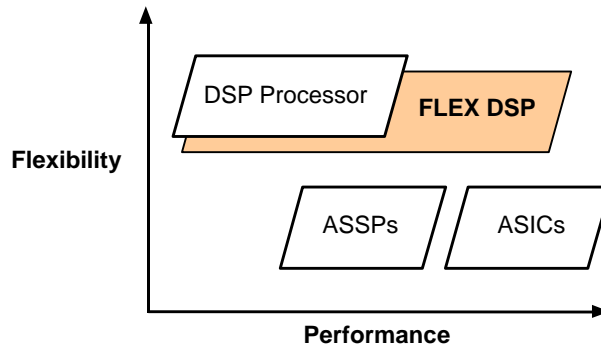 DSP Processor
FLEX DSP
Flexibility
ASSPs
ASICs
Performance